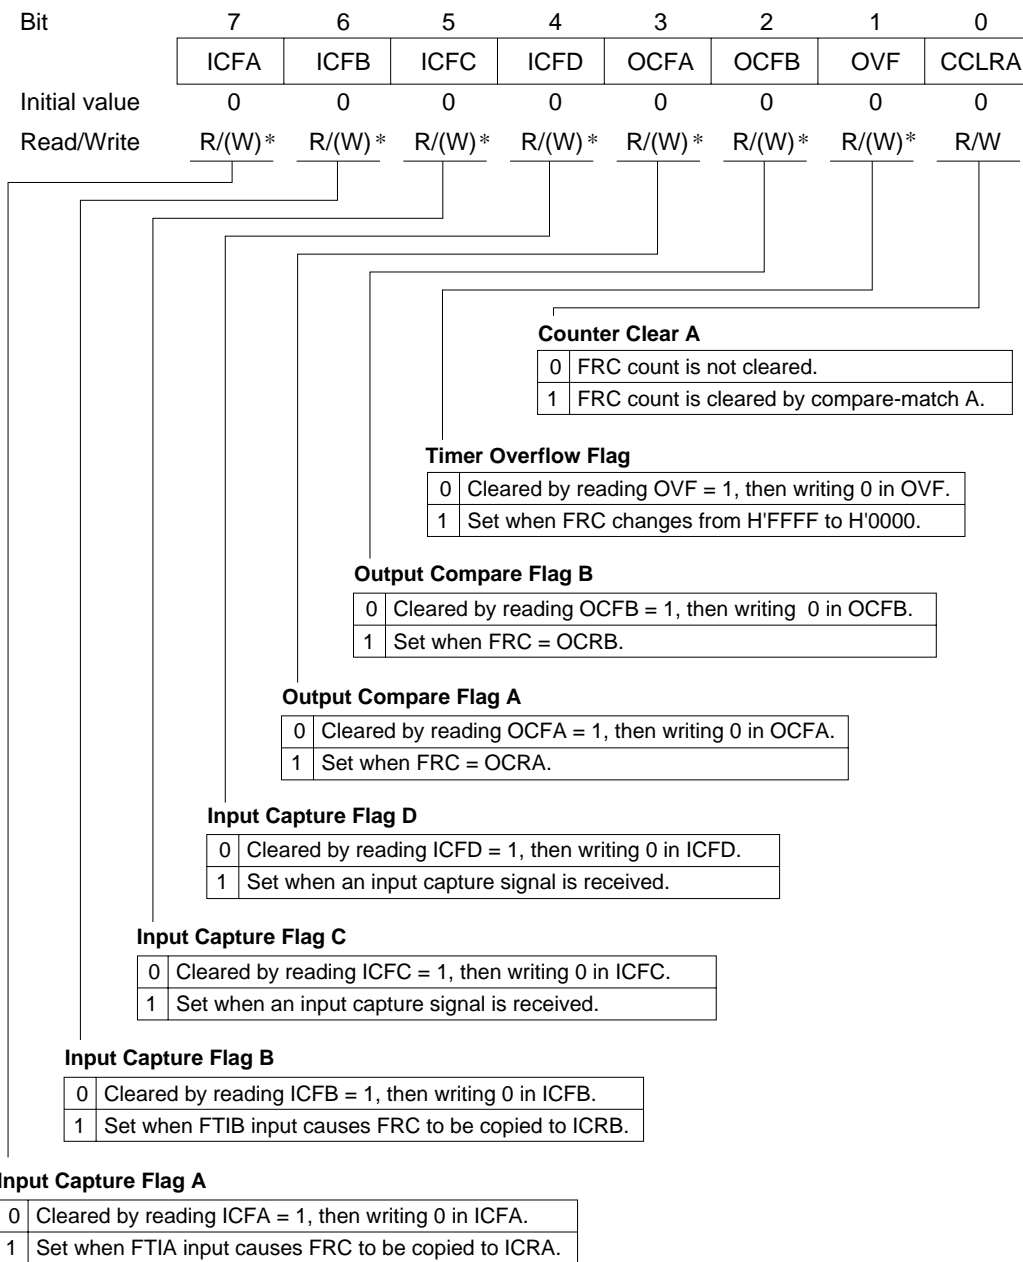 Bit 7 6 5 4 3 2 1 0
ICFA ICFB ICFC ICFD OCFA OCFB OVF CCLRA
Initial value 0 0 0 0 0 0 0 0
Read/Write R/(W)* R/(W)* R/(W)* R/(W)* R/(W)* R/(W)* R/(W)* R/W
Counter Clear A
0 FRC count is not cleared.
1 FRC count is cleared by compare-match A.
Timer Overflow Flag
0 Cleared by reading OVF = 1, then writing 0 in OVF.
1 Set when FRC changes from H'FFFF to H'0000.
Output Compare Flag B
0 Cleared by reading OCFB = 1, then writing 0 in OCFB.
1 Set when FRC = OCRB.
Output Compare Flag A
0 Cleared by reading OCFA = 1, then writing 0 in OCFA.
1 Set when FRC = OCRA.
Input Capture Flag D
0 Cleared by reading ICFD = 1, then writing 0 in ICFD.
1 Set when an input capture signal is received.
Input Capture Flag C
0 Cleared by reading ICFC = 1, then writing 0 in ICFC.
1 Set when an input capture signal is received.
Input Capture Flag B
0 Cleared by reading ICFB = 1, then writing 0 in ICFB.
1 Set when FTIB input causes FRC to be copied to ICRB.
Input Capture Flag A
0 Cleared by reading ICFA = 1, then writing 0 in ICFA.
1 Set when FTIA input causes FRC to be copied to ICRA.